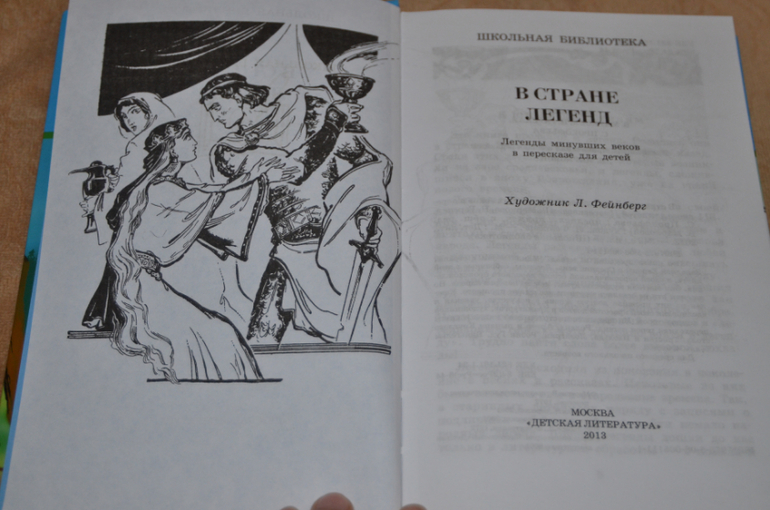 ШКОЛЬНАЯ БИБЛИОТЕКА
В СТРАНЕ
ЛЕГЕНД
Легенды минувших веков
в пересказе для детей
Художник Л. Фейнберг
МОСКВА
«ДЕТСКАЯ ЛИТЕРАТУРА»
2013